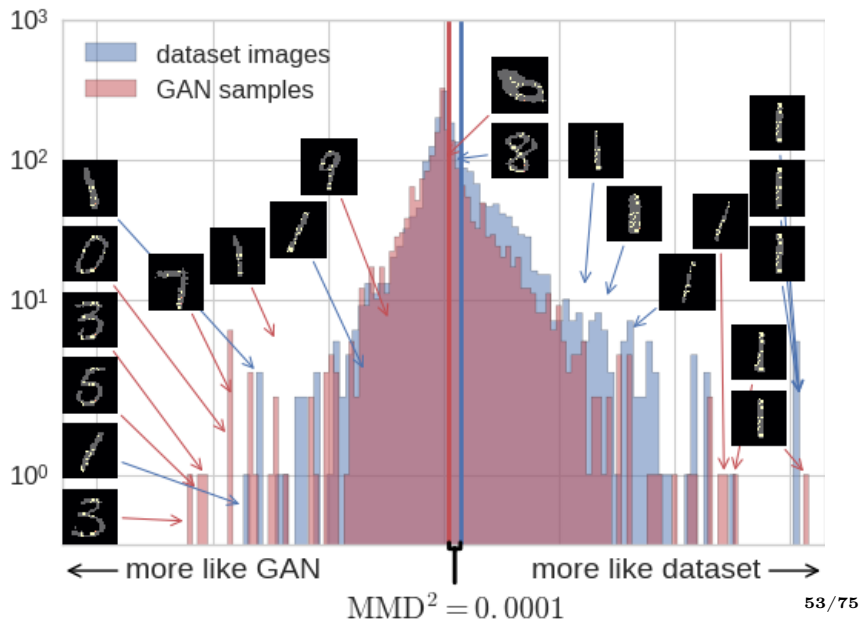 10³
dataset images
GAN samples
10²
10¹
10⁰
← more like GAN
more like dataset →
MMD² = 0.0001
53/75